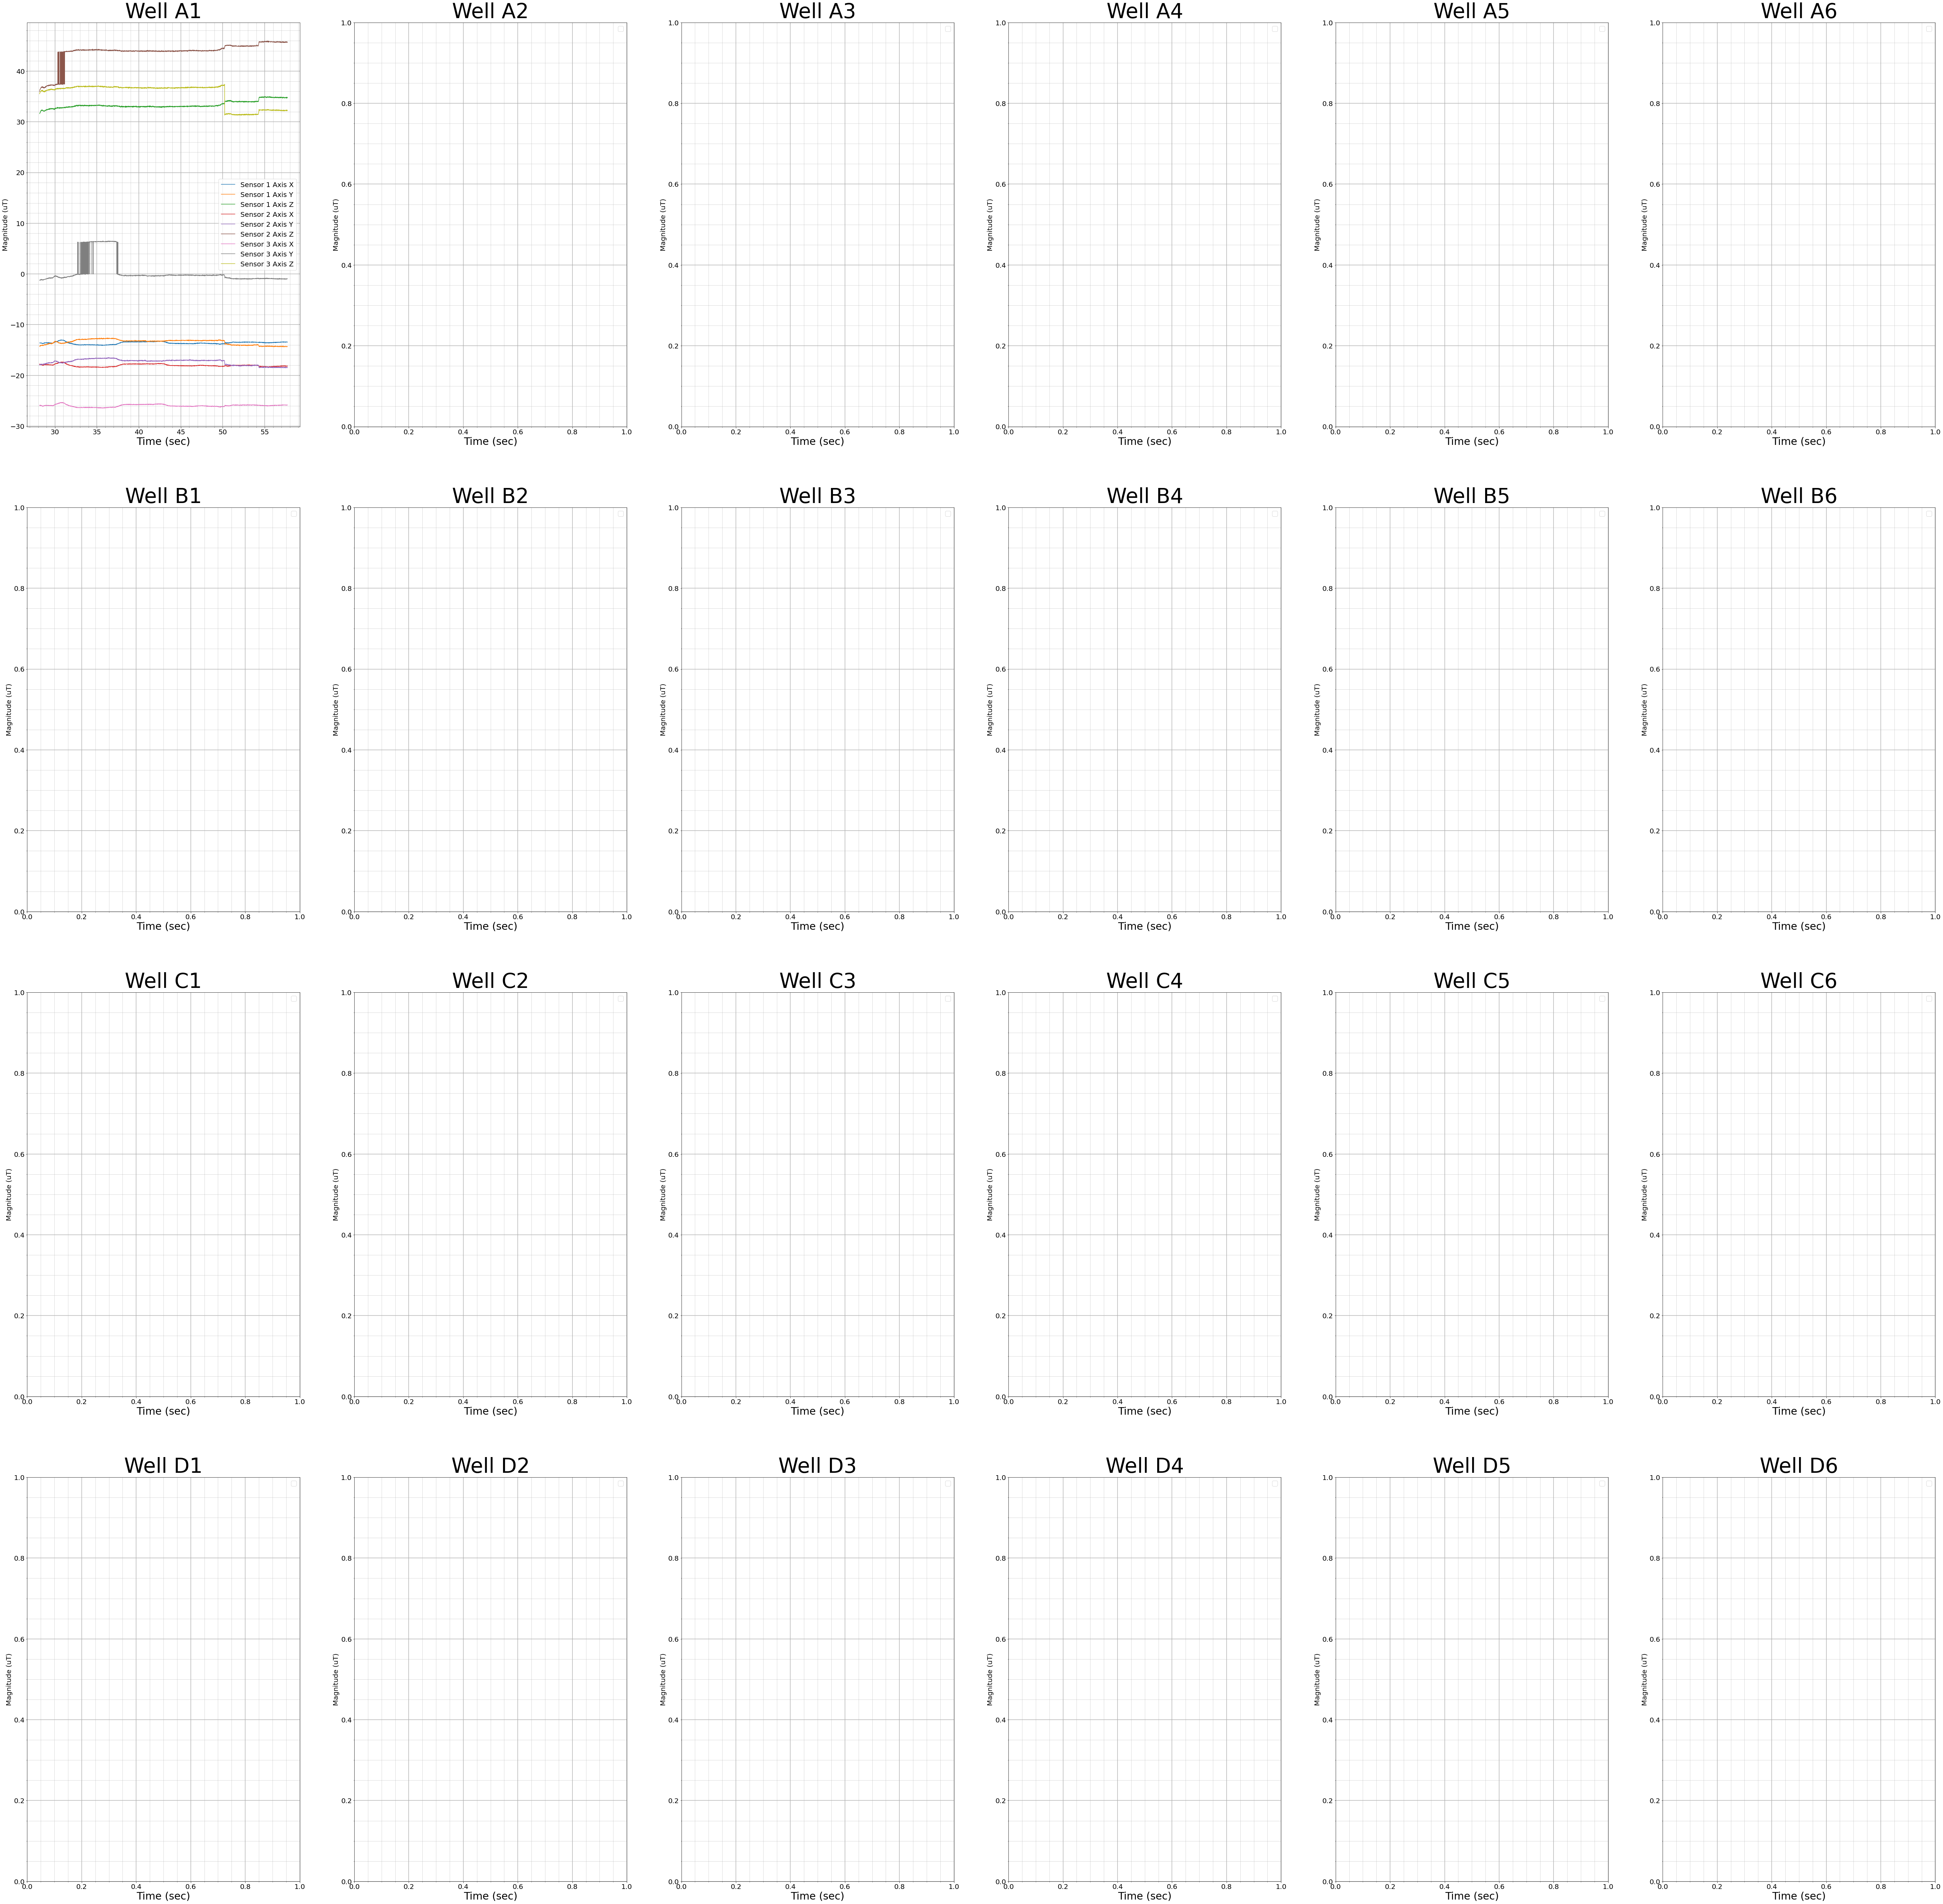 Well A1
Well A2
Well A3
Well A4
Well A5
Well A6
Magnitude (uT)
40
30
20
10
0
−10
−20
−30
Sensor 1 Axis X
Sensor 1 Axis Y
Sensor 1 Axis Z
Sensor 2 Axis X
Sensor 2 Axis Y
Sensor 2 Axis Z
Sensor 3 Axis X
Sensor 3 Axis Y
Sensor 3 Axis Z
30 35 40 45 50 55
Time (sec)
Magnitude (uT)
1.0
0.8
0.6
0.4
0.2
0.0
0.0 0.2 0.4 0.6 0.8 1.0
Time (sec)
Magnitude (uT)
1.0
0.8
0.6
0.4
0.2
0.0
0.0 0.2 0.4 0.6 0.8 1.0
Time (sec)
Magnitude (uT)
1.0
0.8
0.6
0.4
0.2
0.0
0.0 0.2 0.4 0.6 0.8 1.0
Time (sec)
Magnitude (uT)
1.0
0.8
0.6
0.4
0.2
0.0
0.0 0.2 0.4 0.6 0.8 1.0
Time (sec)
Magnitude (uT)
1.0
0.8
0.6
0.4
0.2
0.0
0.0 0.2 0.4 0.6 0.8 1.0
Time (sec)
Well B1
Well B2
Well B3
Well B4
Well B5
Well B6
Magnitude (uT)
1.0
0.8
0.6
0.4
0.2
0.0
0.0 0.2 0.4 0.6 0.8 1.0
Time (sec)
Magnitude (uT)
1.0
0.8
0.6
0.4
0.2
0.0
0.0 0.2 0.4 0.6 0.8 1.0
Time (sec)
Magnitude (uT)
1.0
0.8
0.6
0.4
0.2
0.0
0.0 0.2 0.4 0.6 0.8 1.0
Time (sec)
Magnitude (uT)
1.0
0.8
0.6
0.4
0.2
0.0
0.0 0.2 0.4 0.6 0.8 1.0
Time (sec)
Magnitude (uT)
1.0
0.8
0.6
0.4
0.2
0.0
0.0 0.2 0.4 0.6 0.8 1.0
Time (sec)
Magnitude (uT)
1.0
0.8
0.6
0.4
0.2
0.0
0.0 0.2 0.4 0.6 0.8 1.0
Time (sec)
Well C1
Well C2
Well C3
Well C4
Well C5
Well C6
Magnitude (uT)
1.0
0.8
0.6
0.4
0.2
0.0
0.0 0.2 0.4 0.6 0.8 1.0
Time (sec)
Magnitude (uT)
1.0
0.8
0.6
0.4
0.2
0.0
0.0 0.2 0.4 0.6 0.8 1.0
Time (sec)
Magnitude (uT)
1.0
0.8
0.6
0.4
0.2
0.0
0.0 0.2 0.4 0.6 0.8 1.0
Time (sec)
Magnitude (uT)
1.0
0.8
0.6
0.4
0.2
0.0
0.0 0.2 0.4 0.6 0.8 1.0
Time (sec)
Magnitude (uT)
1.0
0.8
0.6
0.4
0.2
0.0
0.0 0.2 0.4 0.6 0.8 1.0
Time (sec)
Magnitude (uT)
1.0
0.8
0.6
0.4
0.2
0.0
0.0 0.2 0.4 0.6 0.8 1.0
Time (sec)
Well D1
Well D2
Well D3
Well D4
Well D5
Well D6
Magnitude (uT)
1.0
0.8
0.6
0.4
0.2
0.0
0.0 0.2 0.4 0.6 0.8 1.0
Time (sec)
Magnitude (uT)
1.0
0.8
0.6
0.4
0.2
0.0
0.0 0.2 0.4 0.6 0.8 1.0
Time (sec)
Magnitude (uT)
1.0
0.8
0.6
0.4
0.2
0.0
0.0 0.2 0.4 0.6 0.8 1.0
Time (sec)
Magnitude (uT)
1.0
0.8
0.6
0.4
0.2
0.0
0.0 0.2 0.4 0.6 0.8 1.0
Time (sec)
Magnitude (uT)
1.0
0.8
0.6
0.4
0.2
0.0
0.0 0.2 0.4 0.6 0.8 1.0
Time (sec)
Magnitude (uT)
1.0
0.8
0.6
0.4
0.2
0.0
0.0 0.2 0.4 0.6 0.8 1.0
Time (sec)